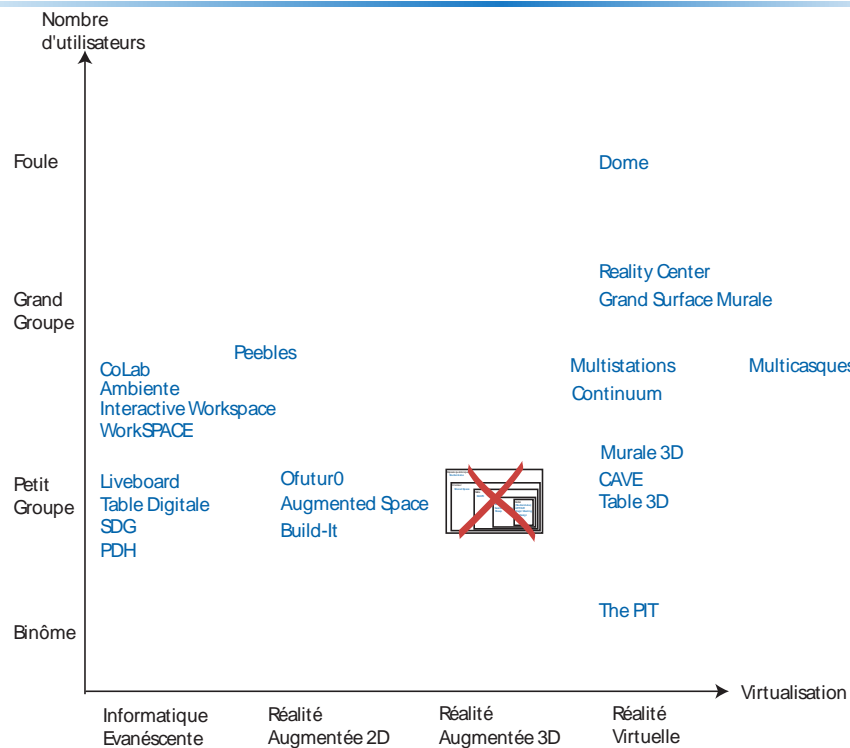 Nombre
d'utilisateurs
Foule
Dome
Reality Center
Grand
Groupe
Grand Surface Murale
Peebles
CoLab
Ambiente
Interactive Workspace
WorkSPACE
Multistations
Multicasques
Continuum
Murale 3D
CAVE
Table 3D
Petit
Groupe
Liveboard
Table Digitale
SDG
PDH
Ofutur0
Augmented Space
Build-It
The PIT
Binôme
Virtualisation
Informatique
Evanéscente
Réalité
Augmentée 2D
Réalité
Augmentée 3D
Réalité
Virtuelle